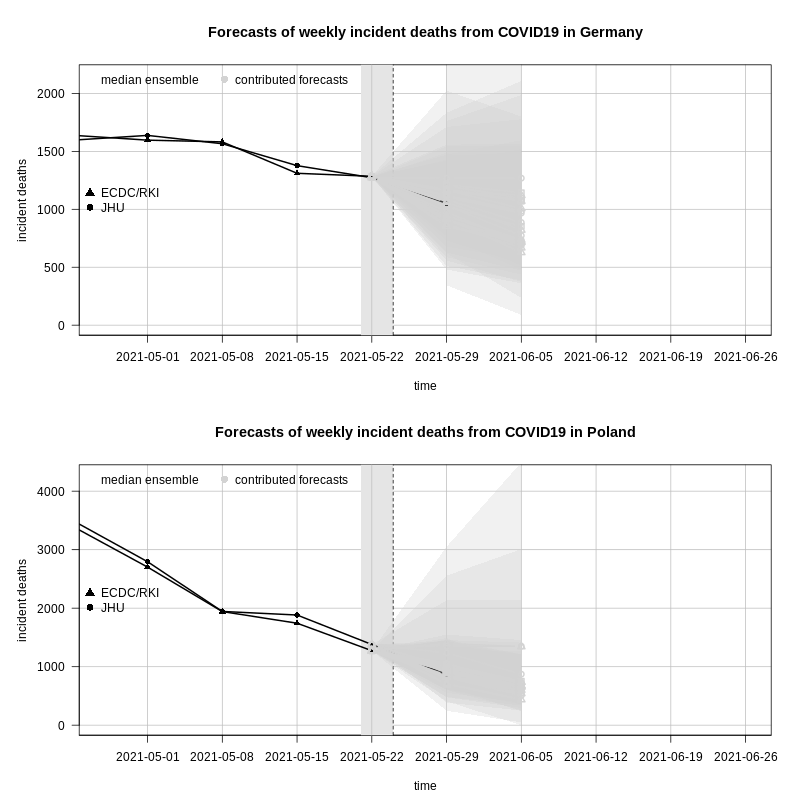 Forecasts of weekly incident deaths from COVID19 in Germany
median ensemble contributed forecasts
2000
1500
1000
500
0
incident deaths
ECDC/RKI
JHU
2021-05-01 2021-05-08 2021-05-15 2021-05-22 2021-05-29 2021-06-05 2021-06-12 2021-06-19 2021-06-26
time
Forecasts of weekly incident deaths from COVID19 in Poland
median ensemble contributed forecasts
4000
3000
2000
1000
0
incident deaths
ECDC/RKI
JHU
2021-05-01 2021-05-08 2021-05-15 2021-05-22 2021-05-29 2021-06-05 2021-06-12 2021-06-19 2021-06-26
time